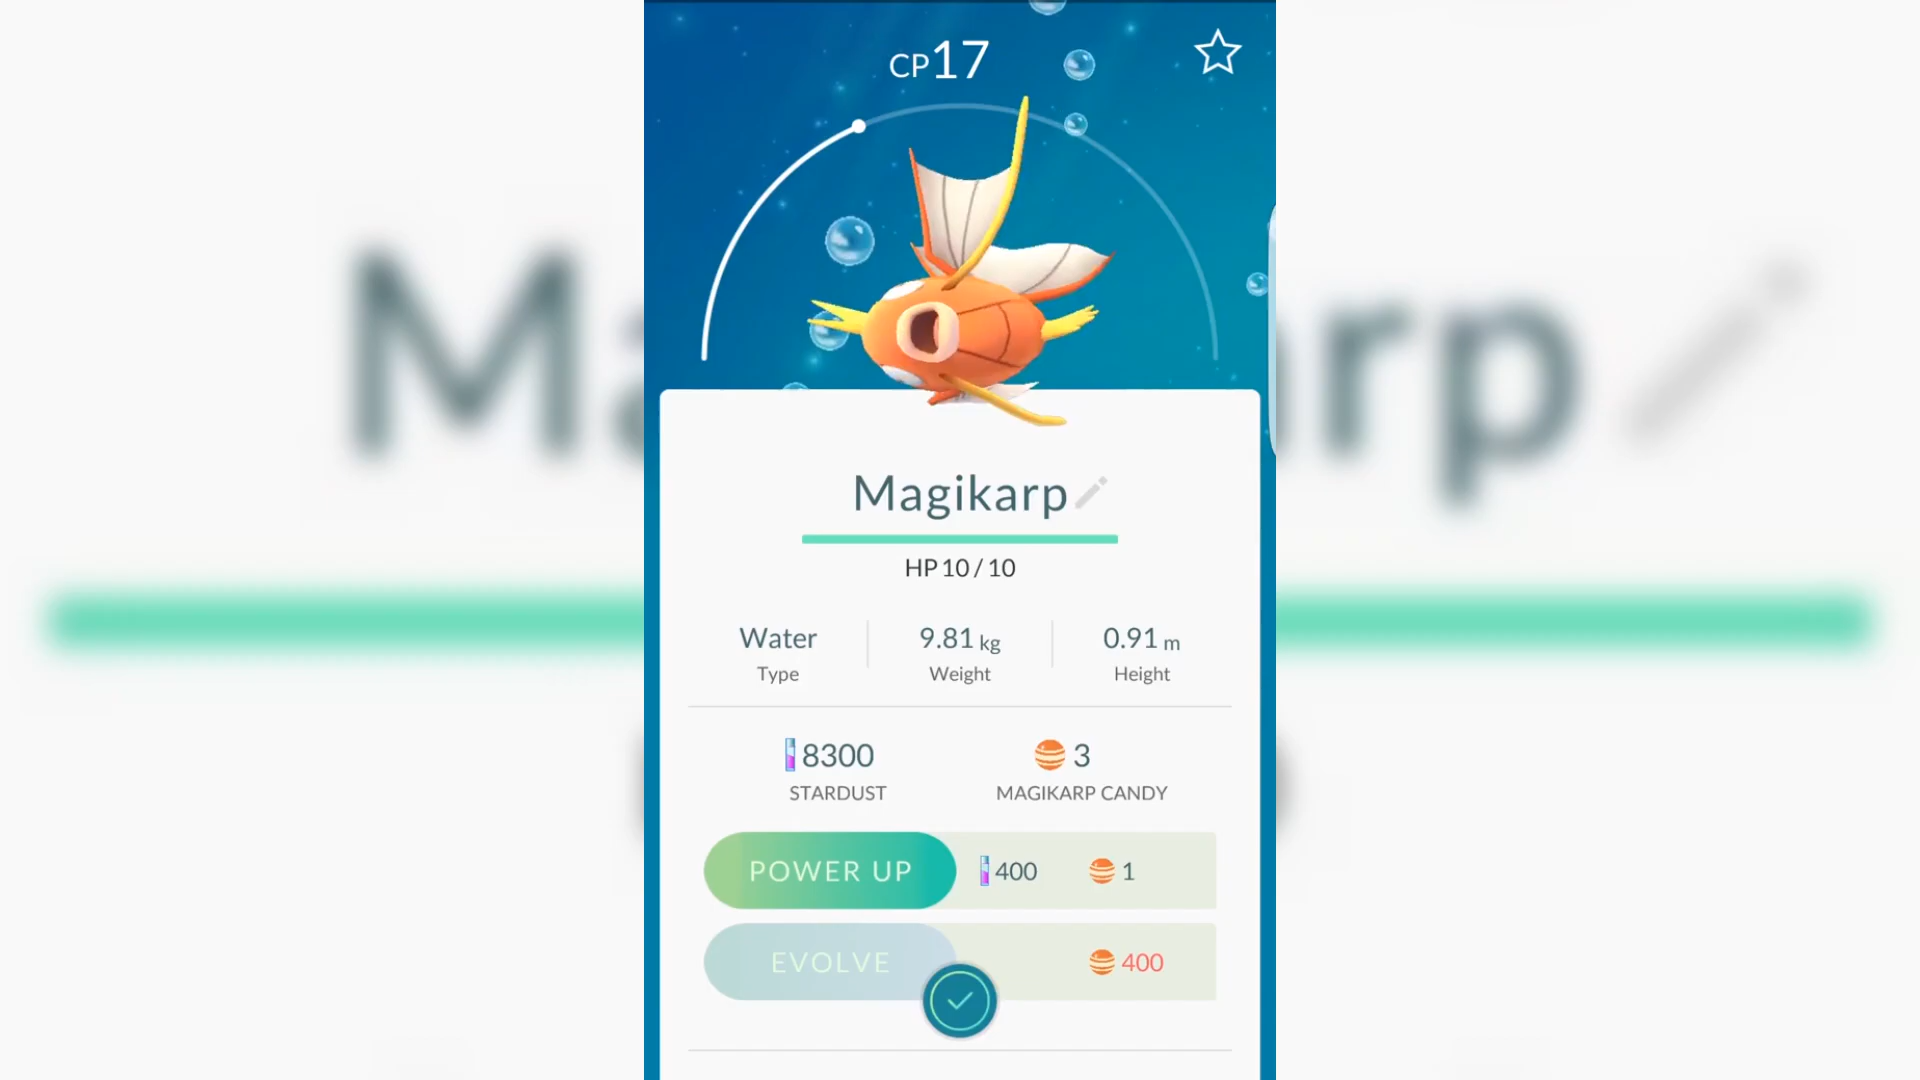 CP17
Magikarp
HP 10 / 10
Water 9.81 kg 0.91 m
Type Weight Height
8300 3
STARDUST MAGIKARP CANDY
POWER UP 400 1
EVOLVE 400